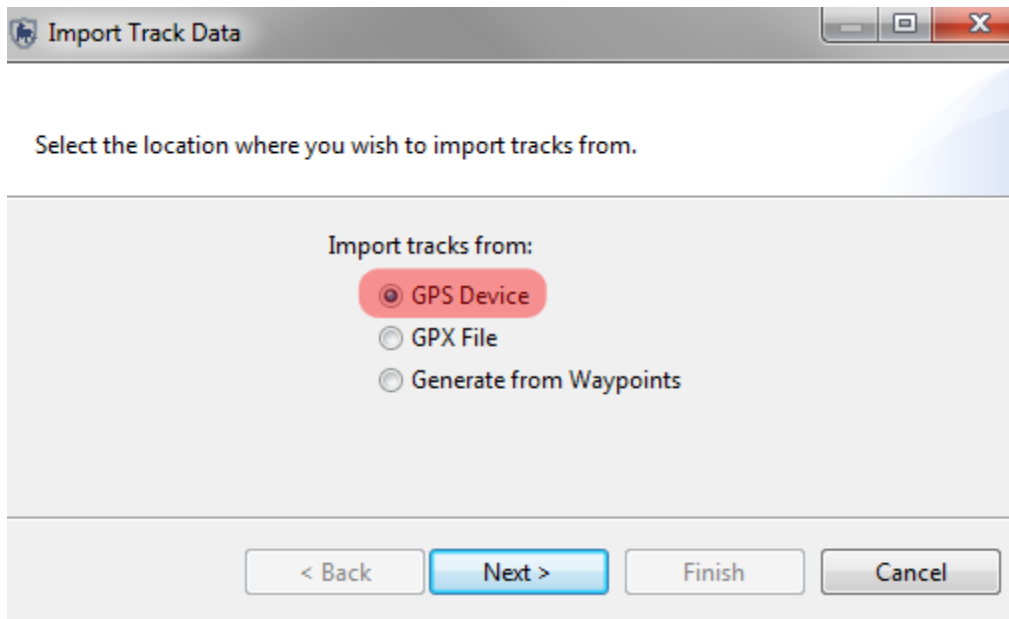 Import Track Data
Select the location where you wish to import tracks from.
Import tracks from:
GPS Device
GPX File
Generate from Waypoints
< Back Next > Finish Cancel